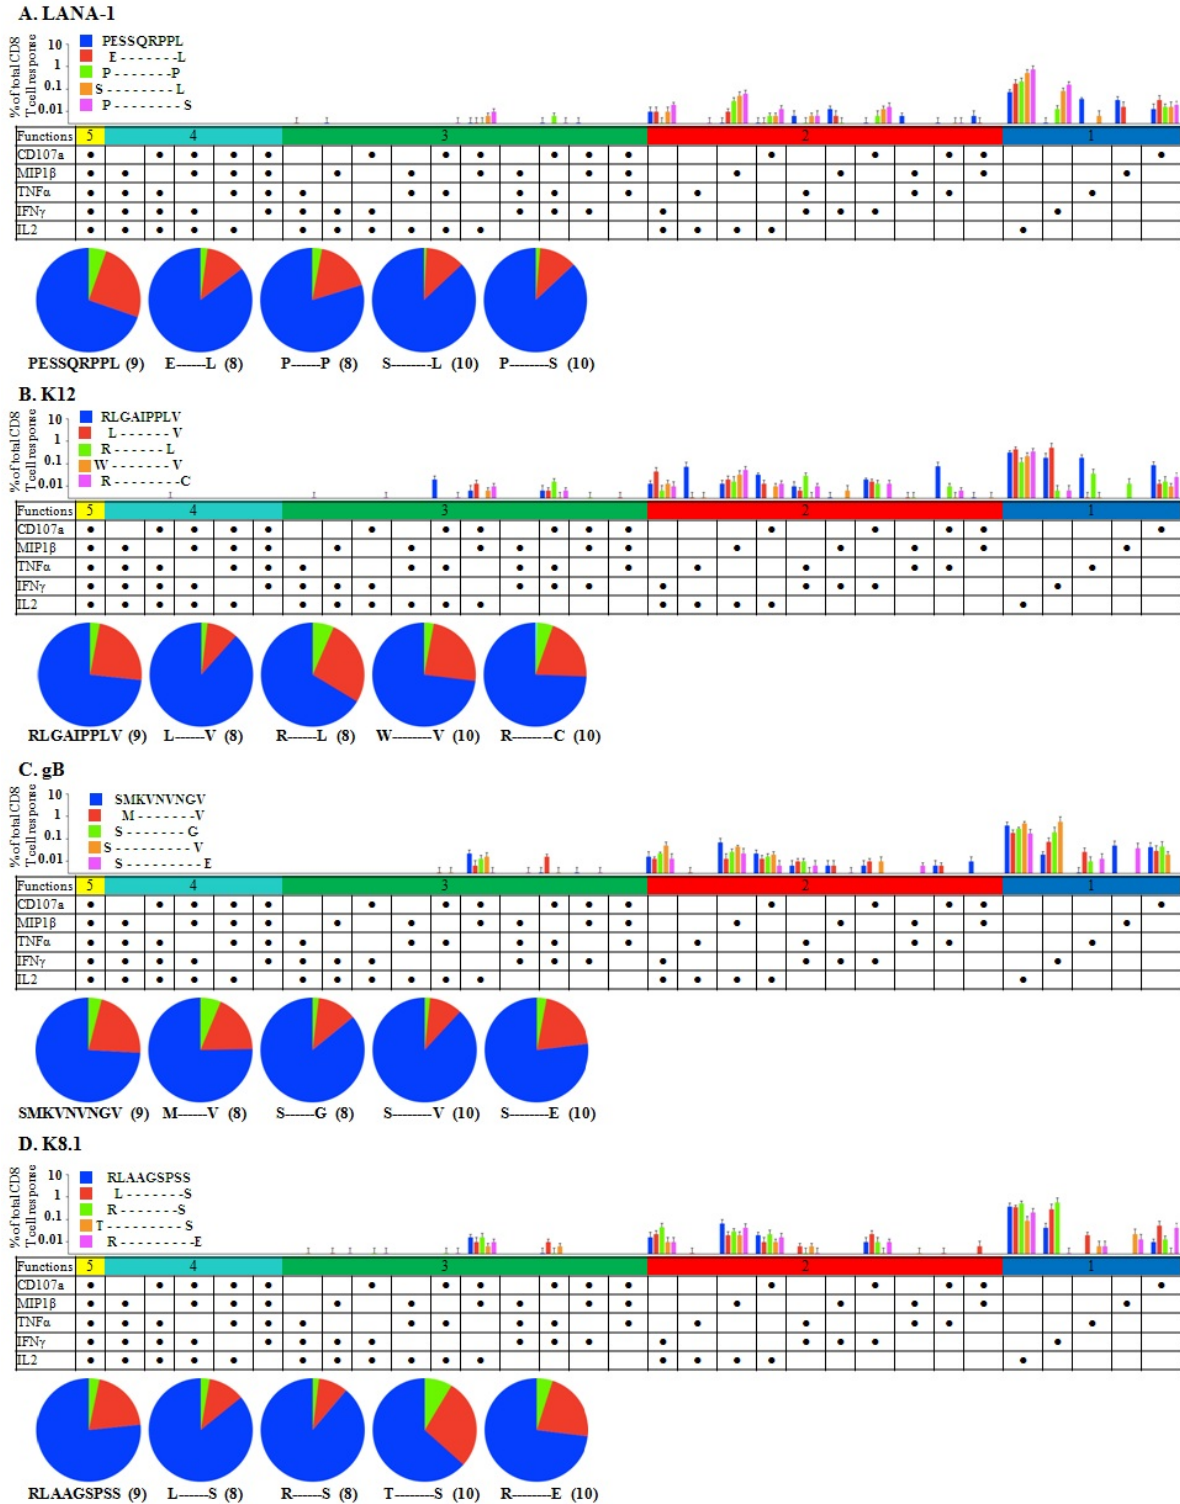 A. LANA-1
% of total CD8
T cell response
10
1
0.1
0.01
PESSQRPPL
E - - - - - - - L
P - - - - - - - P
S - - - - - - - - - L
P - - - - - - - - - S
Functions 5 4 3 2 1
CD107a
MIP1β
TNFα
IFNγ
IL2
PESSQRPPL (9) E------L (8) P------P (8) S--------L (10) P--------S (10)
B. K12
% of total CD8
T cell response
10
1
0.1
0.01
RLGAIPPLV
L - - - - - - V
R - - - - - - L
W - - - - - - - - V
R - - - - - - - - C
Functions 5 4 3 2 1
CD107a
MIP1β
TNFα
IFNγ
IL2
RLGAIPPLV (9) L------V (8) R------L (8) W--------V (10) R--------C (10)
C. gB
% of total CD8
T cell response
10
1
0.1
0.01
SMKVNVNGV
M - - - - - - - V
S - - - - - - - G
S - - - - - - - - - V
S - - - - - - - - - E
Functions 5 4 3 2 1
CD107a
MIP1β
TNFα
IFNγ
IL2
SMKVNVNGV (9) M------V (8) S------G (8) S--------V (10) S--------E (10)
D. K8.1
% of total CD8
T cell response
10
1
0.1
0.01
RLAAGSPSS
L - - - - - - - S
R - - - - - - - S
T - - - - - - - - - S
R - - - - - - - - - E
Functions 5 4 3 2 1
CD107a
MIP1β
TNFα
IFNγ
IL2
RLAAGSPSS (9) L------S (8) R------S (8) T--------S (10) R--------E (10)